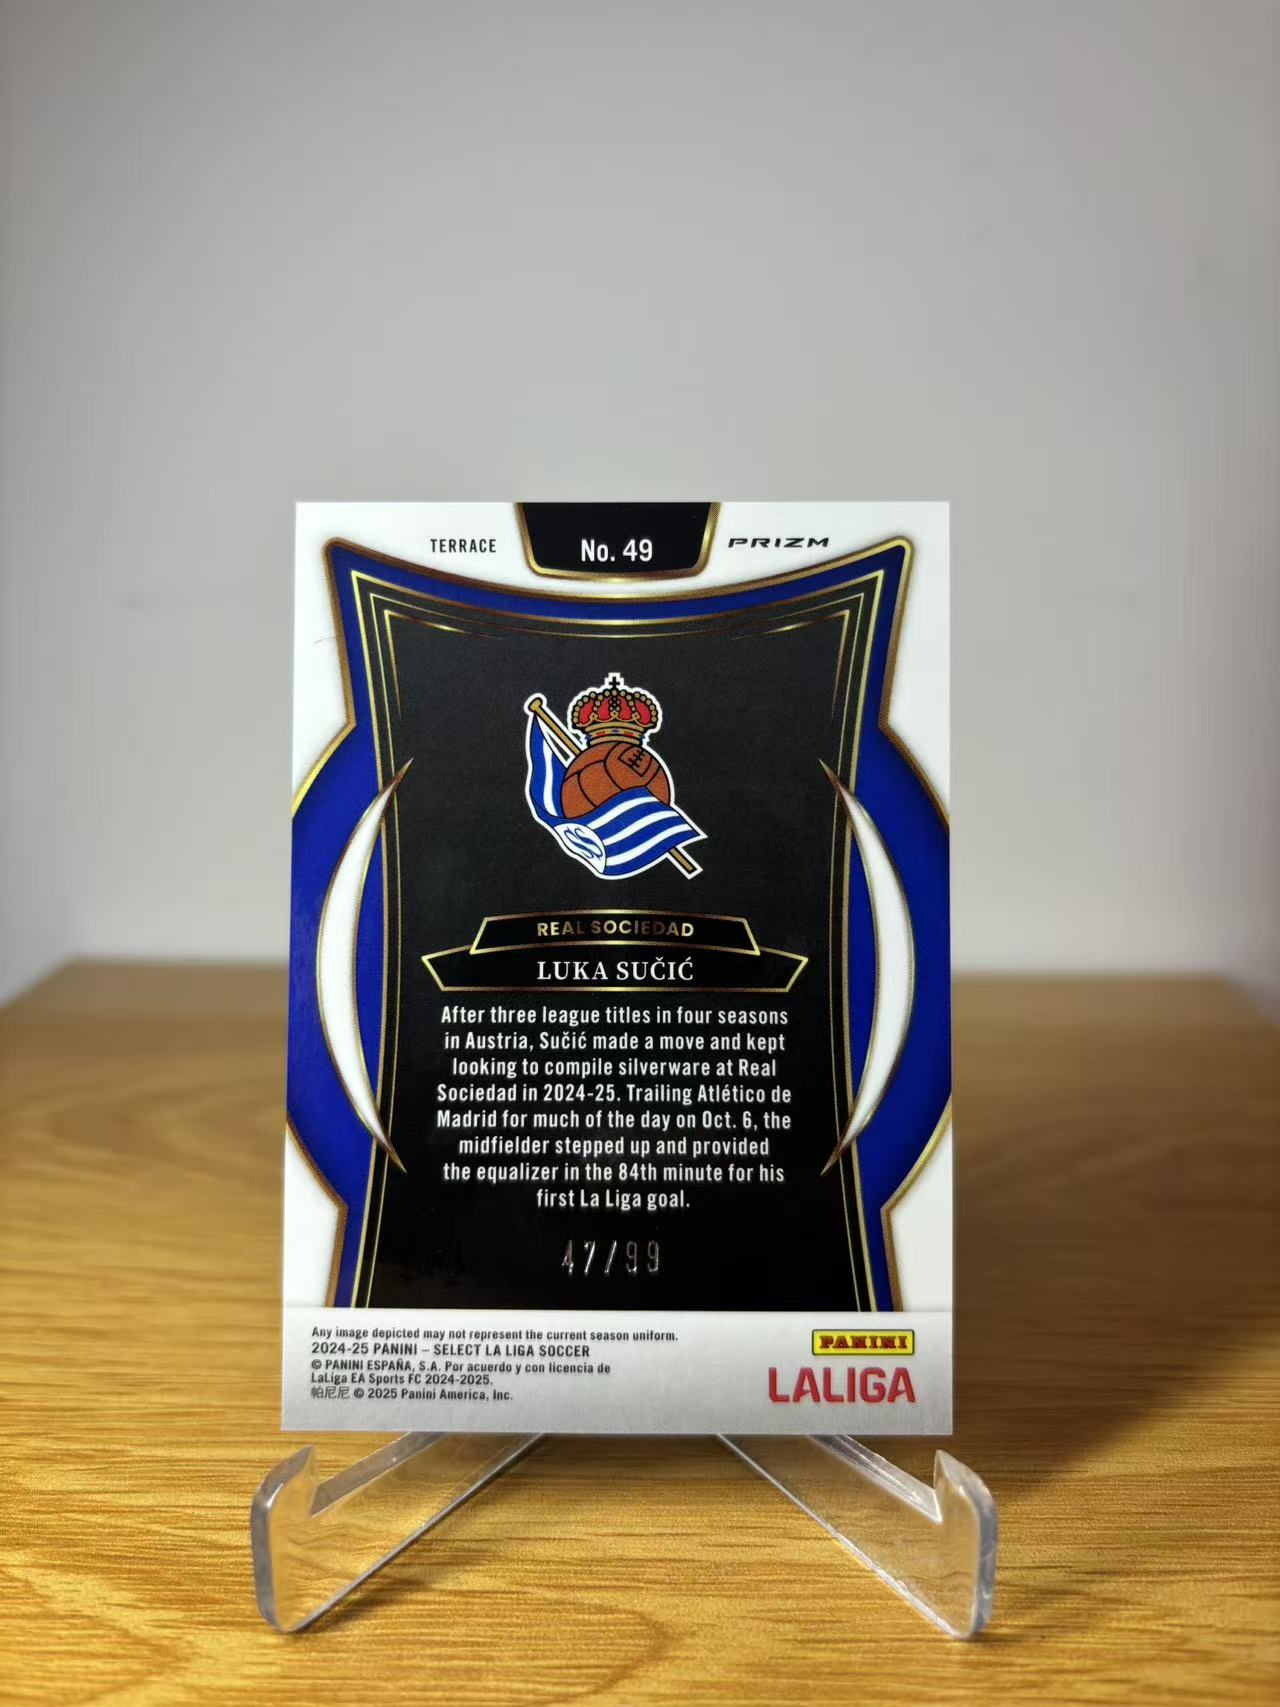 TERRACE No. 49 PRIZM
REAL SOCIEDAD
LUKA SUČIĆ
After three league titles in four seasons
in Austria, Sučić made a move and kept
looking to compile silverware at Real
Sociedad in 2024-25. Trailing Atlético de
Madrid for much of the day on Oct. 6, the
midfielder stepped up and provided
the equalizer in the 84th minute for his
first La Liga goal.
47/99
Any image depicted may not represent the current season uniform.
2024-25 PANINI – SELECT LA LIGA SOCCER
© PANINI ESPAÑA, S.A. Por acuerdo y con licencia de
LaLiga EA Sports FC 2024-2025.
帕尼尼 © 2025 Panini America, Inc.
PANINI
LALIGA